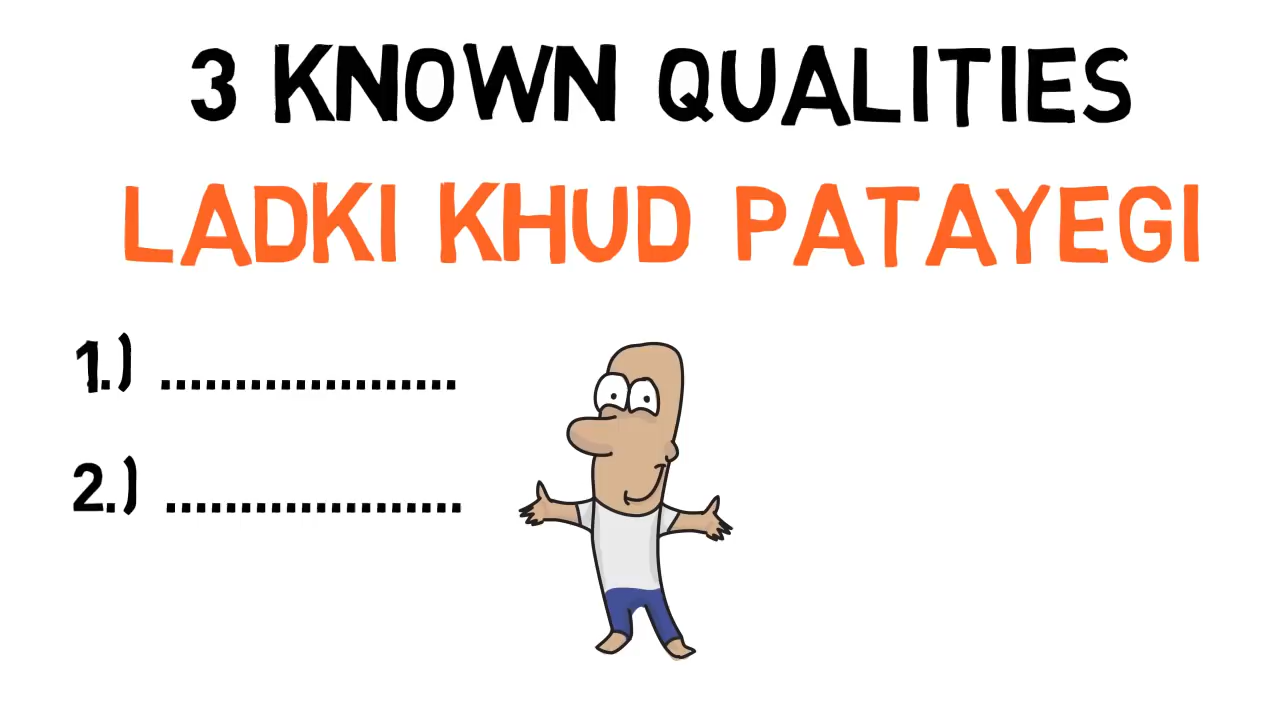 3 KNOWN QUALITIES
LADKI KHUD PATAYEGI
1.) ....................
2.) ....................